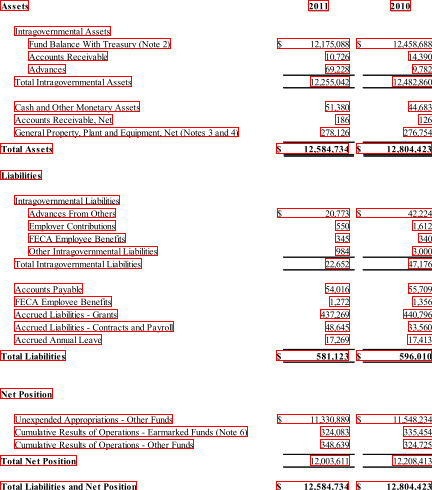 Assets 2011 2010
Intragovernmental Assets
Fund Balance With Treasury (Note 2) $ 12,175,088 $ 12,458,688
Accounts Receivable 10,726 14,390
Advances 69,228 9,782
Total Intragovernmental Assets 12,255,042 12,482,860
Cash and Other Monetary Assets 51,380 44,683
Accounts Receivable, Net 186 126
General Property, Plant and Equipment, Net (Notes 3 and 4) 278,126 276,754
Total Assets $ 12,584,734 $ 12,804,423
Liabilities
Intragovernmental Liabilities
Advances From Others $ 20,773 $ 42,224
Employer Contributions 550 1,612
FECA Employee Benefits 345 340
Other Intragovernmental Liabilities 984 3,000
Total Intragovernmental Liabilities 22,652 47,176
Accounts Payable 54,016 55,709
FECA Employee Benefits 1,272 1,356
Accrued Liabilities - Grants 437,269 440,796
Accrued Liabilities - Contracts and Payroll 48,645 33,560
Accrued Annual Leave 17,269 17,413
Total Liabilities $ 581,123 $ 596,010
Net Position
Unexpended Appropriations - Other Funds $ 11,330,889 $ 11,548,234
Cumulative Results of Operations - Earmarked Funds (Note 6) 324,083 335,454
Cumulative Results of Operations - Other Funds 348,639 324,725
Total Net Position 12,003,611 12,208,413
Total Liabilities and Net Position $ 12,584,734 $ 12,804,423